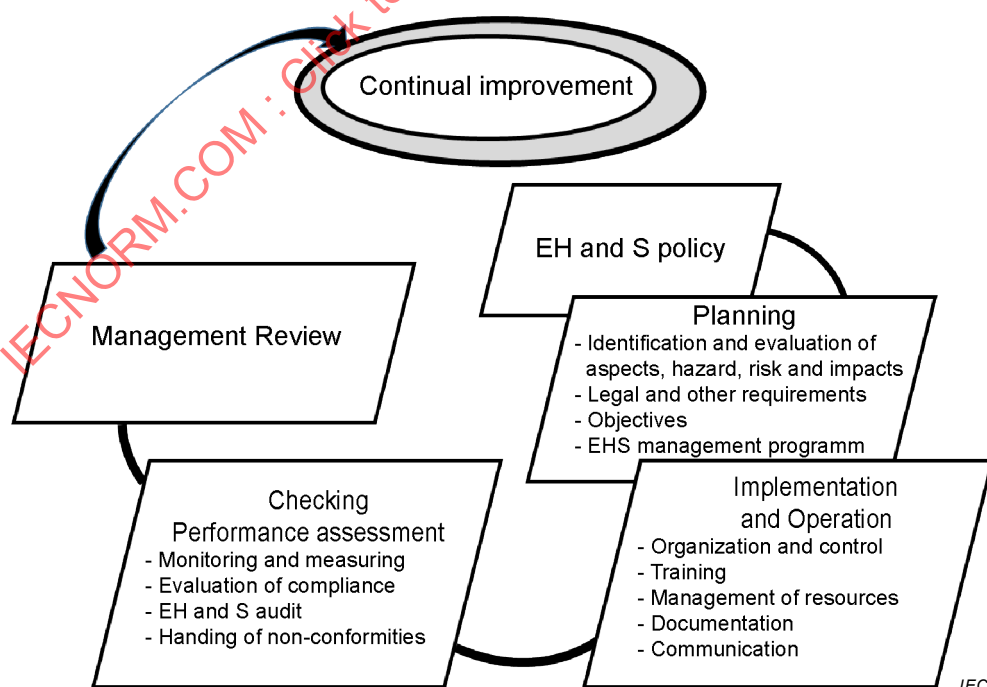 Continual improvement
EH and S policy
Planning
- Identification and evaluation of
aspects, hazard, risk and impacts
- Legal and other requirements
- Objectives
- EHS management programm
Implementation
and Operation
- Organization and control
- Training
- Management of resources
- Documentation
- Communication
Checking
Performance assessment
- Monitoring and measuring
- Evaluation of compliance
- EH and S audit
- Handing of non-conformities
Management Review
IECNORM.COM : Click to
IEC